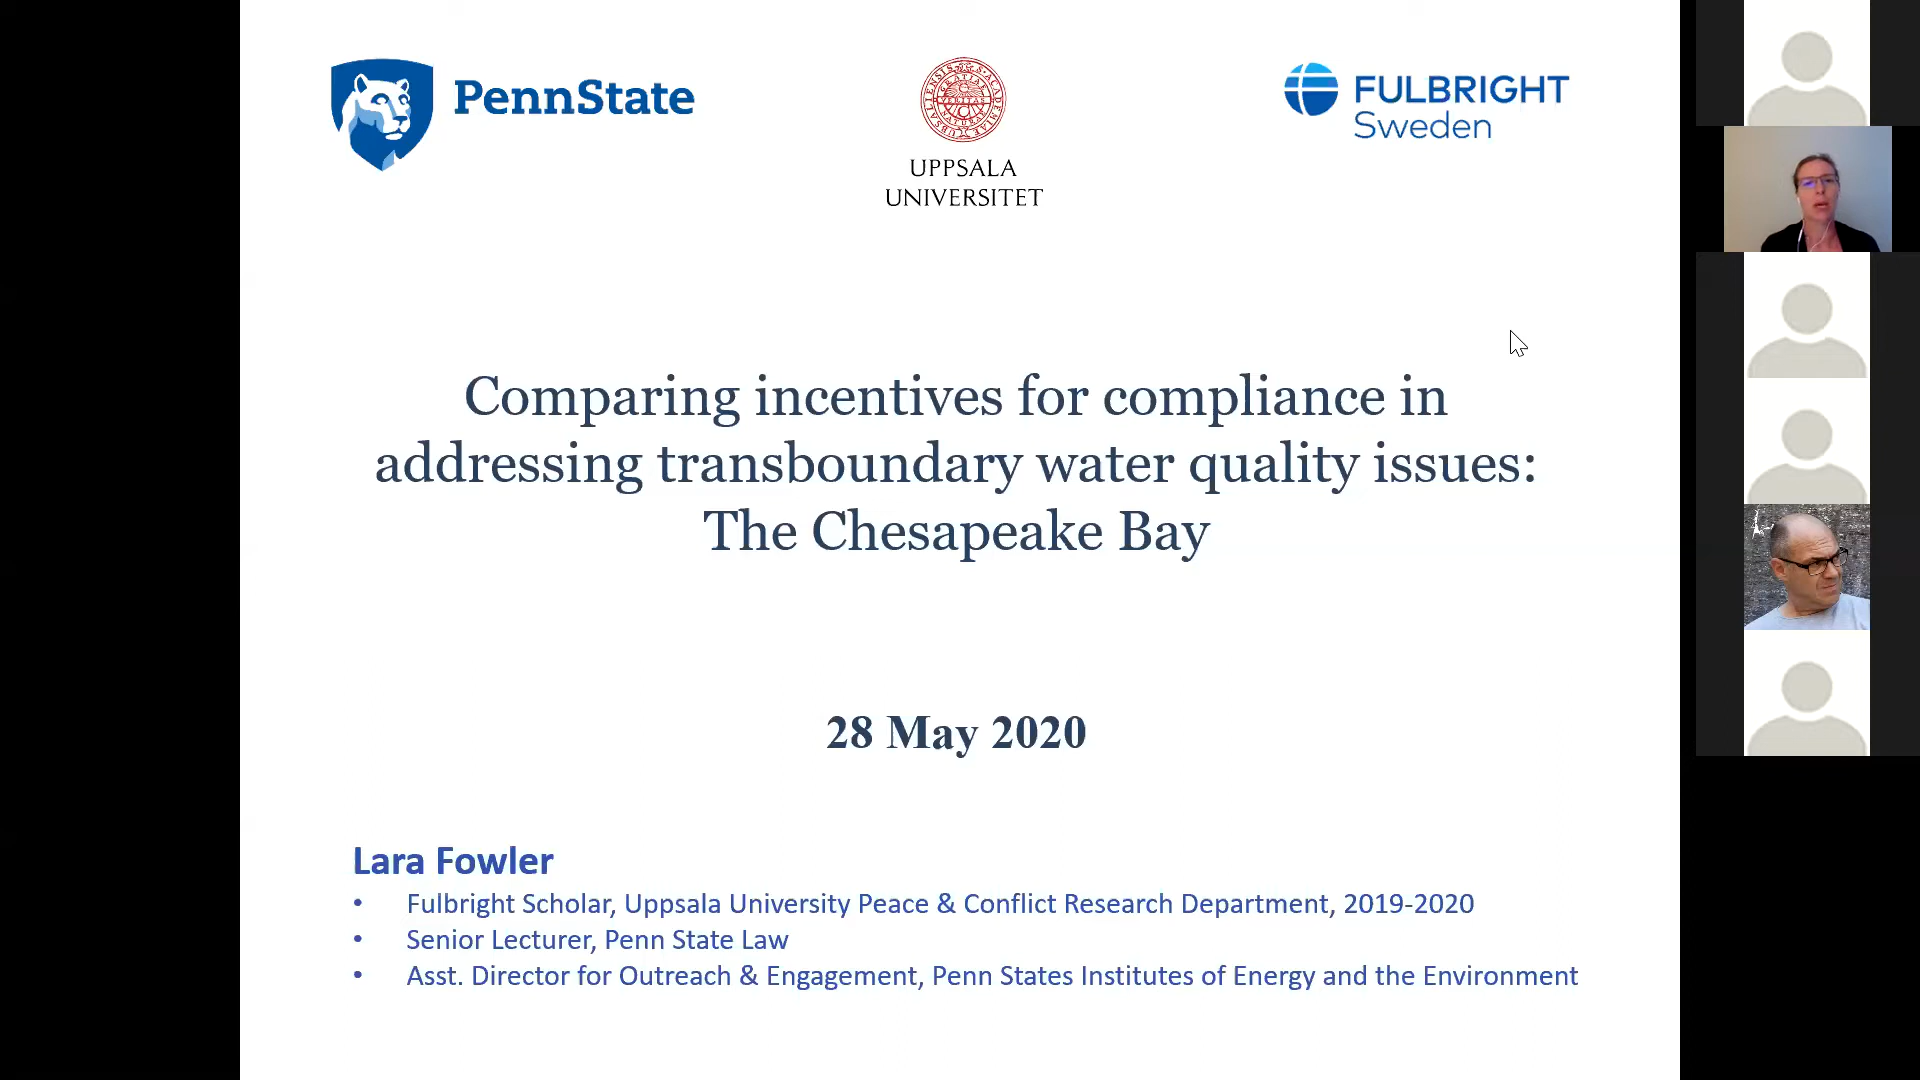 PennState
UPPSALA
UNIVERSITET
FULBRIGHT
Sweden
Comparing incentives for compliance in
addressing transboundary water quality issues:
The Chesapeake Bay
28 May 2020
Lara Fowler
• Fulbright Scholar, Uppsala University Peace & Conflict Research Department, 2019-2020
• Senior Lecturer, Penn State Law
• Asst. Director for Outreach & Engagement, Penn States Institutes of Energy and the Environment